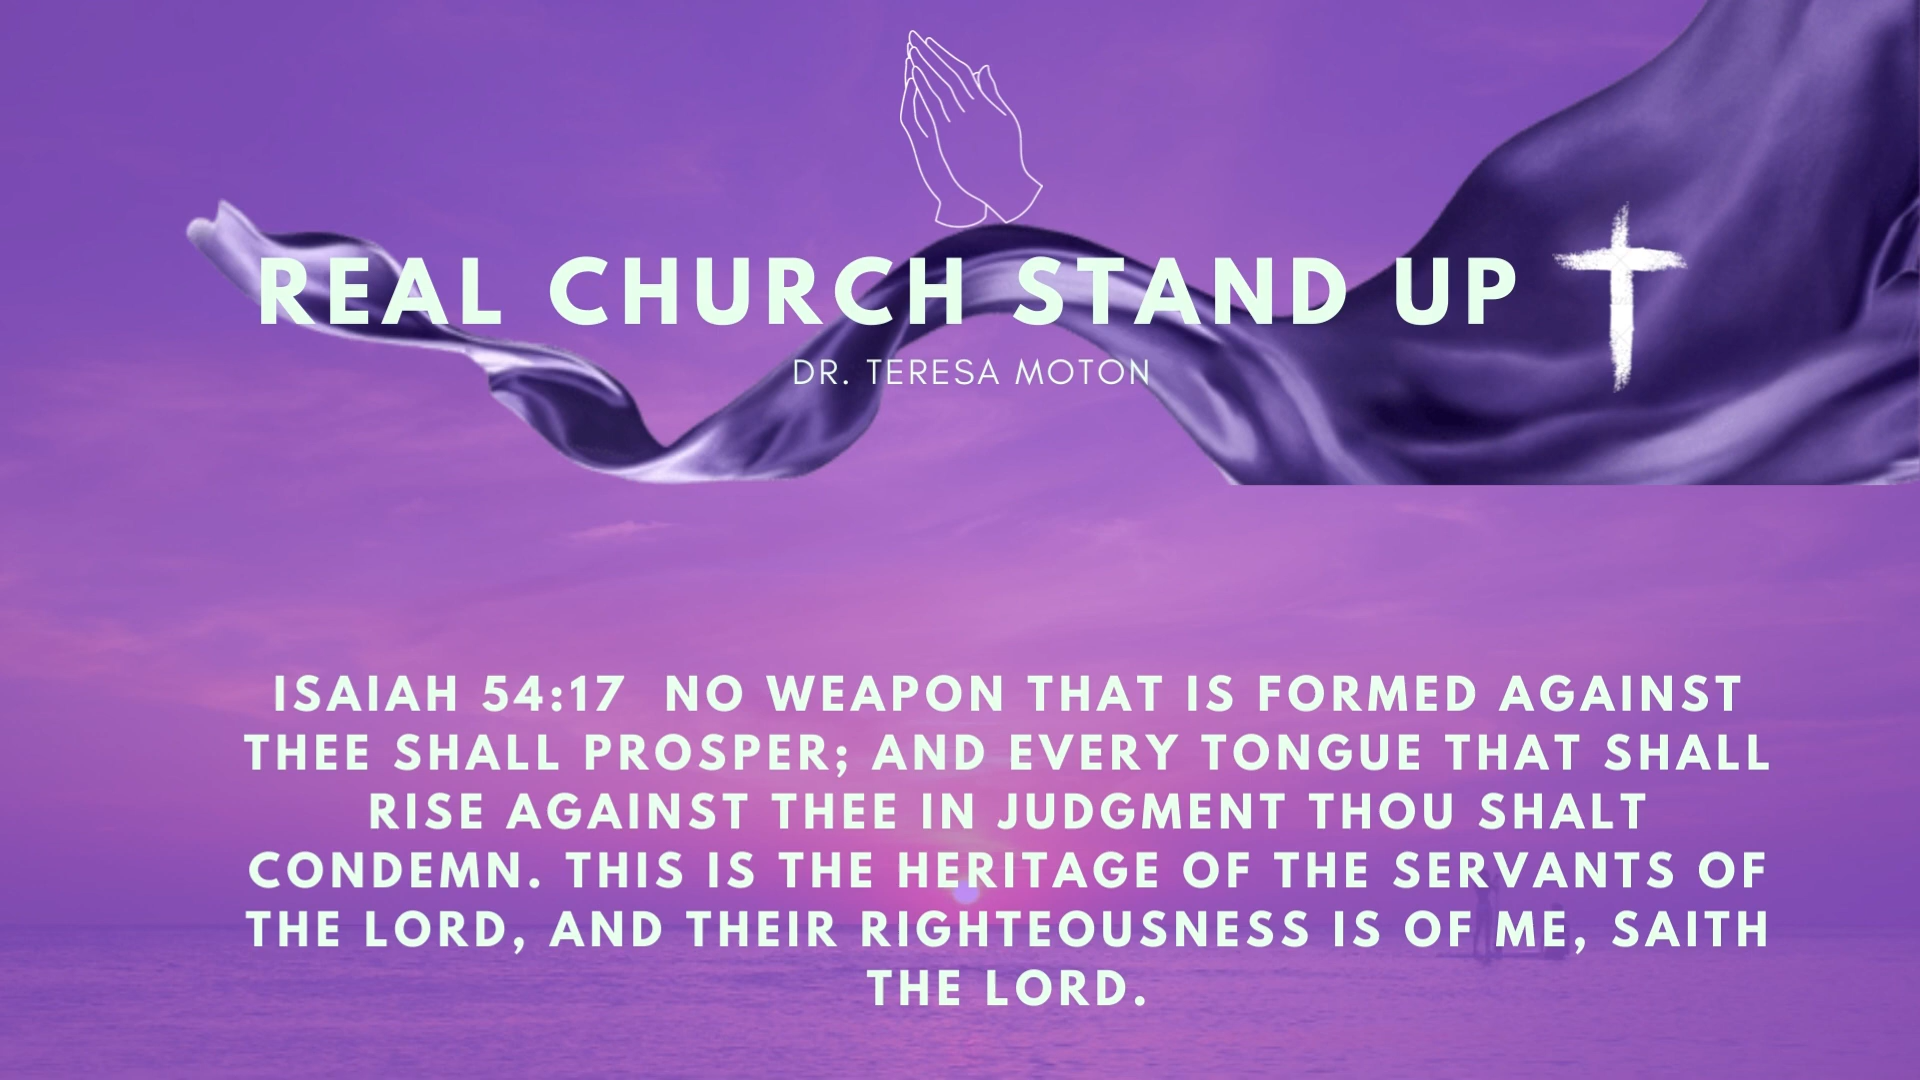 REAL CHURCH STAND UP
DR. TERESA MOTON
ISAIAH 54:17  NO WEAPON THAT IS FORMED AGAINST
THEE SHALL PROSPER; AND EVERY TONGUE THAT SHALL
RISE AGAINST THEE IN JUDGMENT THOU SHALT
CONDEMN. THIS IS THE HERITAGE OF THE SERVANTS OF
THE LORD, AND THEIR RIGHTEOUSNESS IS OF ME, SAITH
THE LORD.